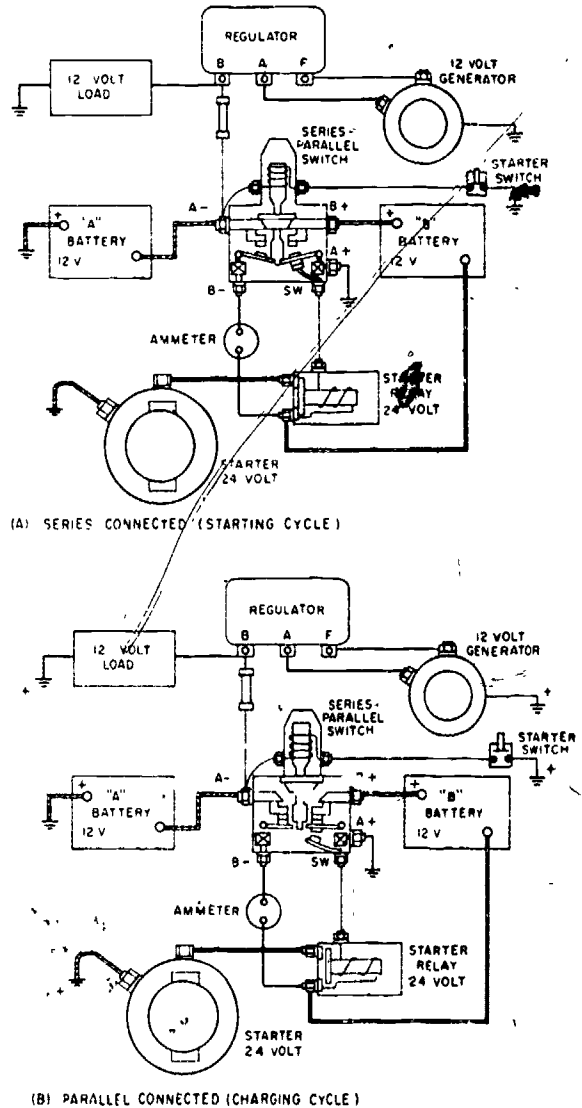 REGULATOR
B A F
12 VOLT
GENERATOR
12 VOLT
LOAD
SERIES-
PARALLEL
SWITCH
STARTER
SWITCH
A- B+
+ "A"
BATTERY
12 V
+ "B"
BATTERY
12 V
A+
B- SW
AMMETER
STARTER
RELAY
24 VOLT
STARTER
24 VOLT
(A) SERIES CONNECTED (STARTING CYCLE)
REGULATOR
B A F
12 VOLT
GENERATOR
12 VOLT
LOAD
+ +
SERIES-
PARALLEL
SWITCH
STARTER
SWITCH
+
A- +
+ "A"
BATTERY
12 V
+ "B"
BATTERY
12 V
A+
B- SW
AMMETER
STARTER
RELAY
24 VOLT
+
STARTER
24 VOLT
(B) PARALLEL CONNECTED (CHARGING CYCLE)